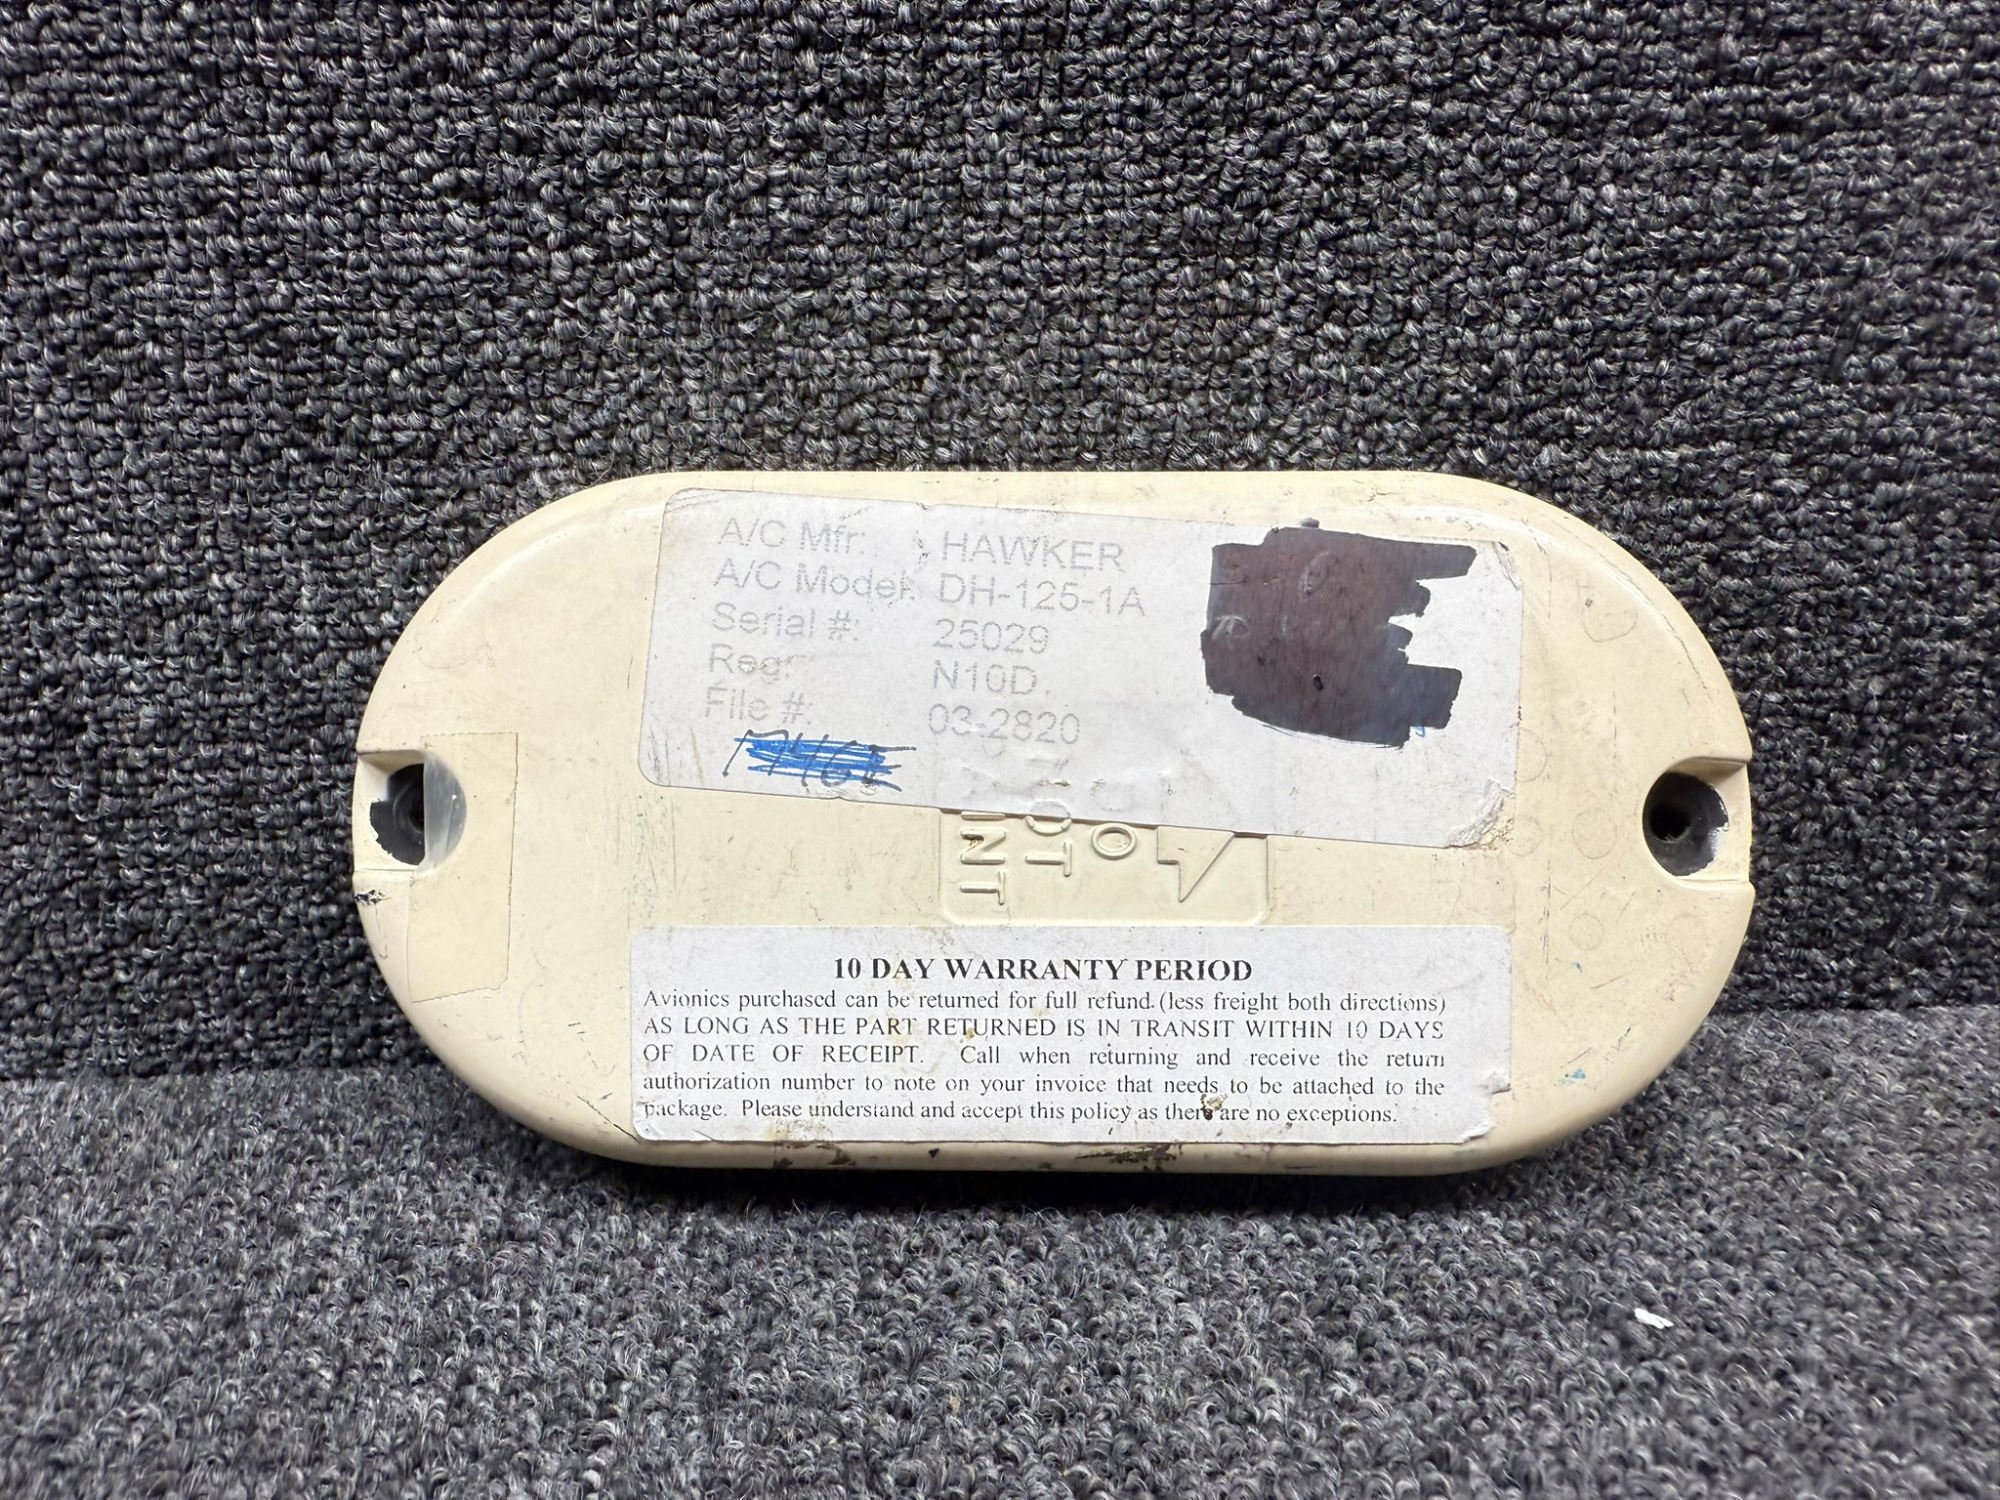 A/C Mfr: HAWKER
A/C Model: DH-125-1A
Serial #: 25029
Reg: N10D
File #: 03-2820
10 DAY WARRANTY PERIOD
Avionics purchased can be returned for full refund (less freight both directions)
AS LONG AS THE PART RETURNED IS IN TRANSIT WITHIN 10 DAYS
OF DATE OF RECEIPT. Call when returning and receive the return
authorization number to note on your invoice that needs to be attached to the
package. Please understand and accept this policy as there are no exceptions.